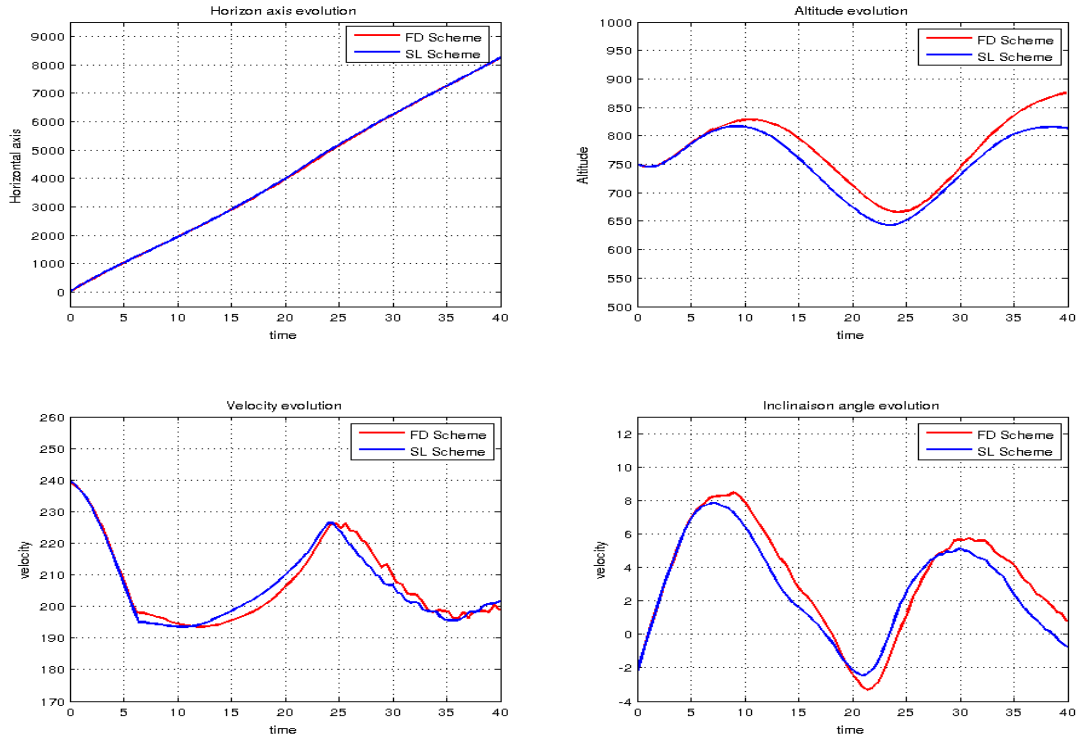 Horizon axis evolution
9000
8000
7000
6000
5000
4000
3000
2000
1000
0
Horizontal axis
FD Scheme
SL Scheme
0 5 10 15 20 25 30 35 40
time
Altitude evolution
1000
950
900
850
800
750
700
650
600
550
500
Altitude
FD Scheme
SL Scheme
0 5 10 15 20 25 30 35 40
time
Velocity evolution
260
250
240
230
220
210
200
190
180
170
velocity
FD Scheme
SL Scheme
0 5 10 15 20 25 30 35 40
time
Inclinaison angle evolution
12
10
8
6
4
2
0
-2
-4
velocity
FD Scheme
SL Scheme
0 5 10 15 20 25 30 35 40
time